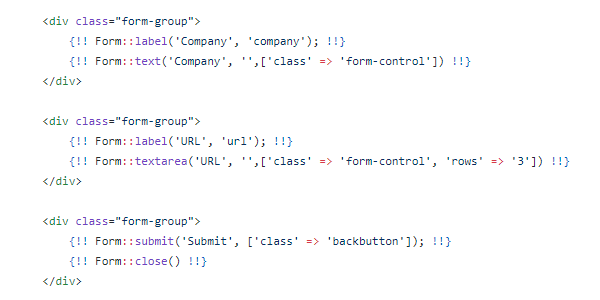 <div class="form-group">
    {!! Form::label('Company', 'company'); !!}
    {!! Form::text('Company', '',['class' => 'form-control']) !!}
</div>

<div class="form-group">
    {!! Form::label('URL', 'url'); !!}
    {!! Form::textarea('URL', '',['class' => 'form-control', 'rows' => '3']) !!}
</div>

<div class="form-group">
    {!! Form::submit('Submit', ['class' => 'backbutton']); !!}
    {!! Form::close() !!}
</div>